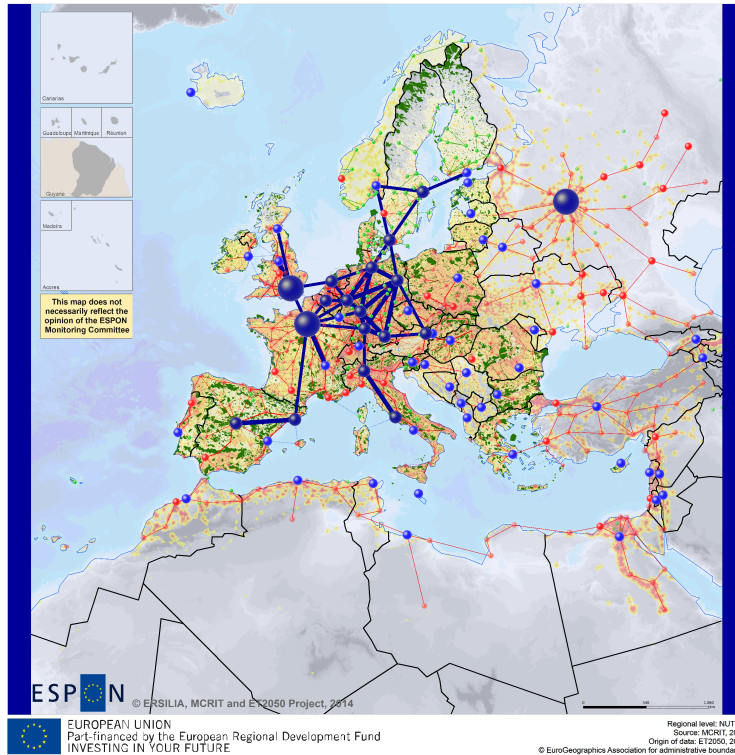 Canarias
Guadeloupe Martinique Réunion
Guyane
Madeira
Acores
This map does not
necessarily reflect the
opinion of the ESPON
Monitoring Committee
ESPON
© ERSILIA, MCRIT and ET2050 Project, 2014
EUROPEAN UNION
Part-financed by the European Regional Development Fund
INVESTING IN YOUR FUTURE
Regional level: NUT
Source: MCRIT, 20
Origin of data: ET2050, 20
© EuroGeographics Association for administrative bounda